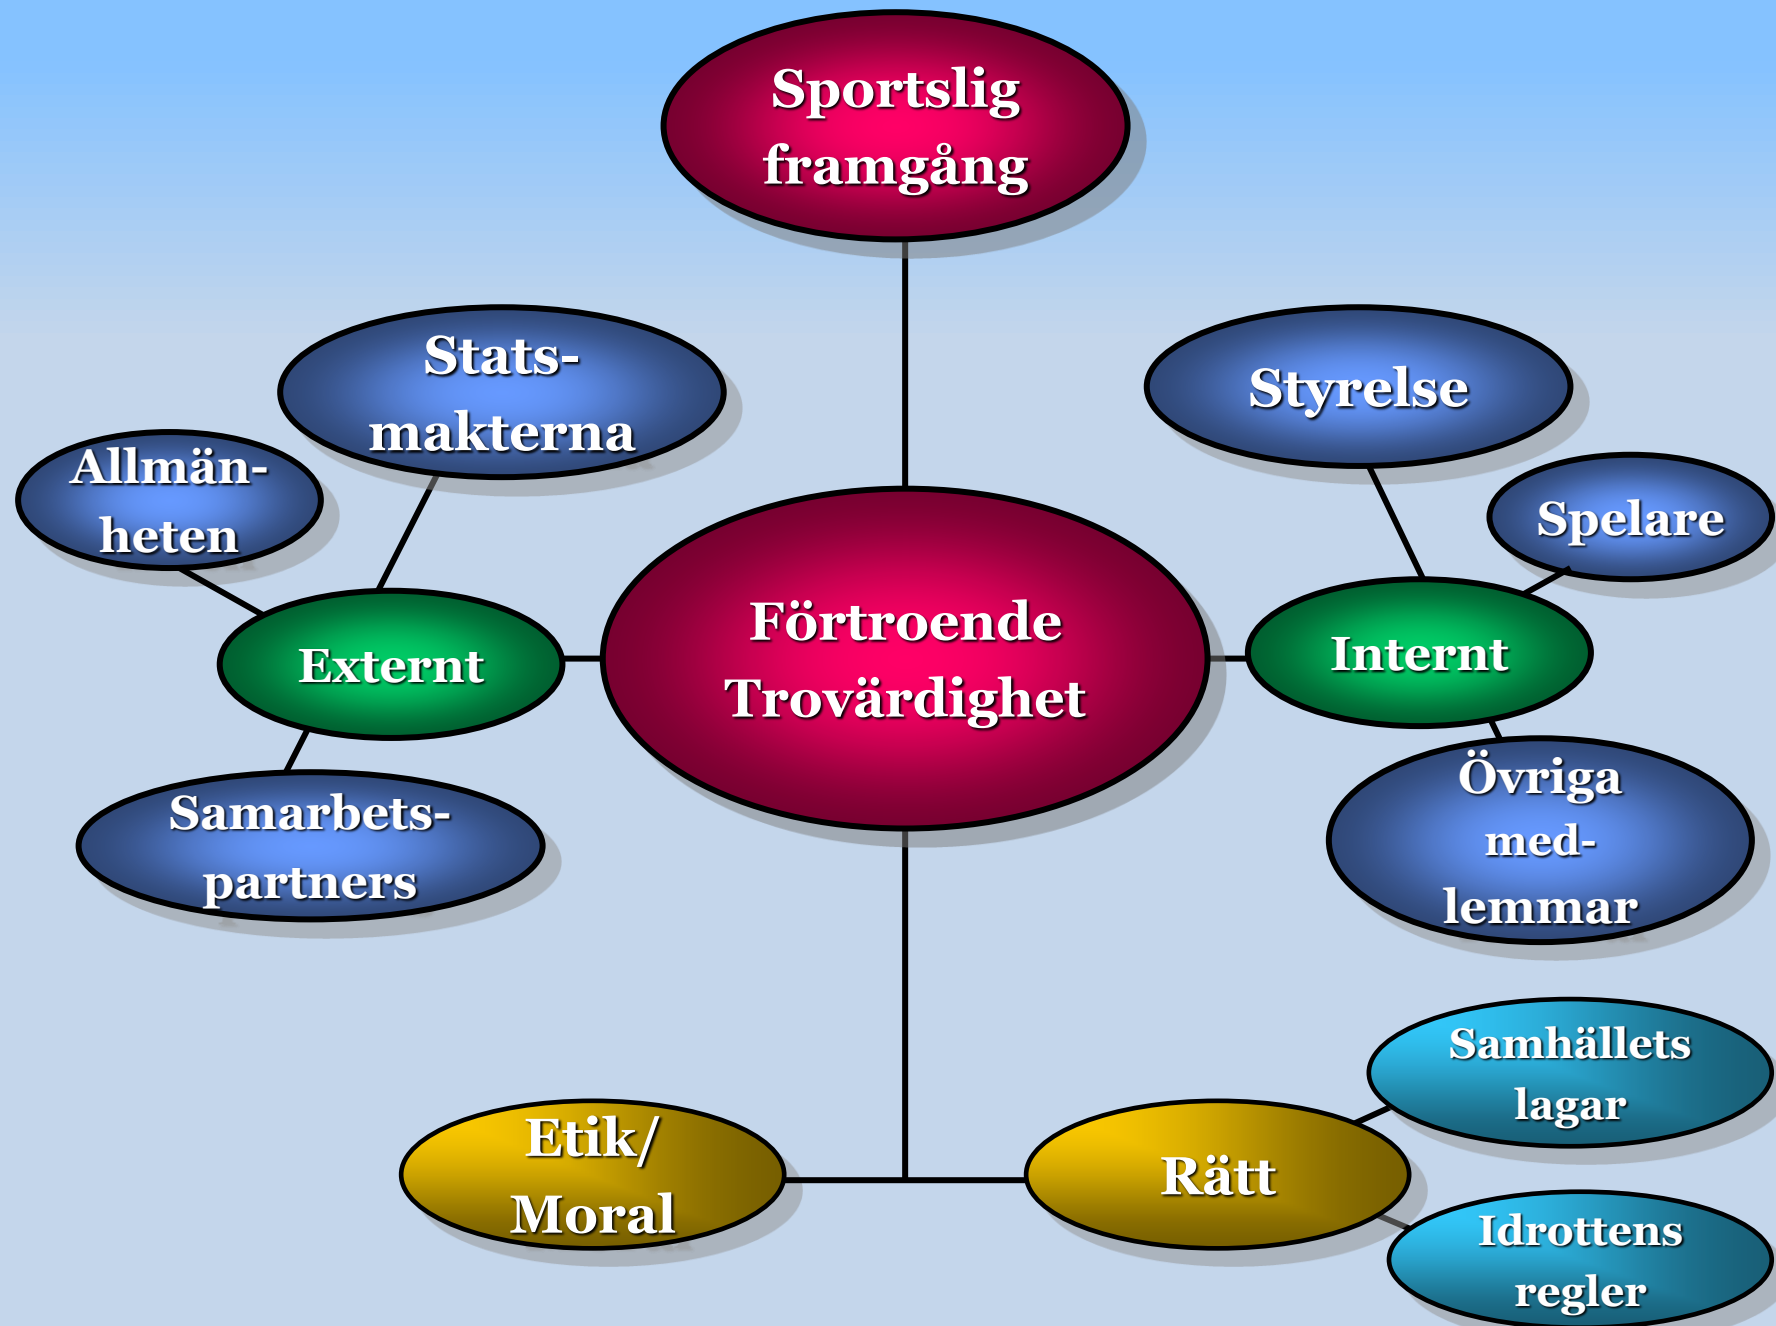 Sportslig
framgång
Stats-
makterna
Styrelse
Allmän-
heten
Spelare
Externt
Förtroende
Trovärdighet
Internt
Samarbets-
partners
Övriga
med-
lemmar
Samhällets
lagar
Etik/
Moral
Rätt
Idrottens
regler